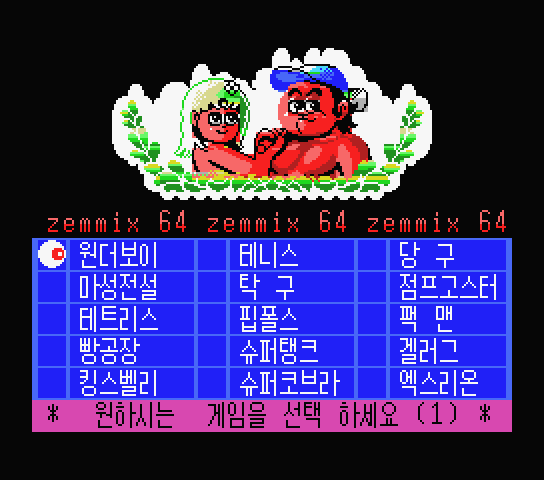 zemmix 64 zemmix 64 zemmix 64
원더보이 테니스 당 구
마성전설 탁 구 점프고스터
테트리스 핍폴스 팩 맨
빵공장 슈퍼탱크 겔러그
킹스벨리 슈퍼코브라 엑스리온
* 원하시는 게임을 선택 하세요 (1) *